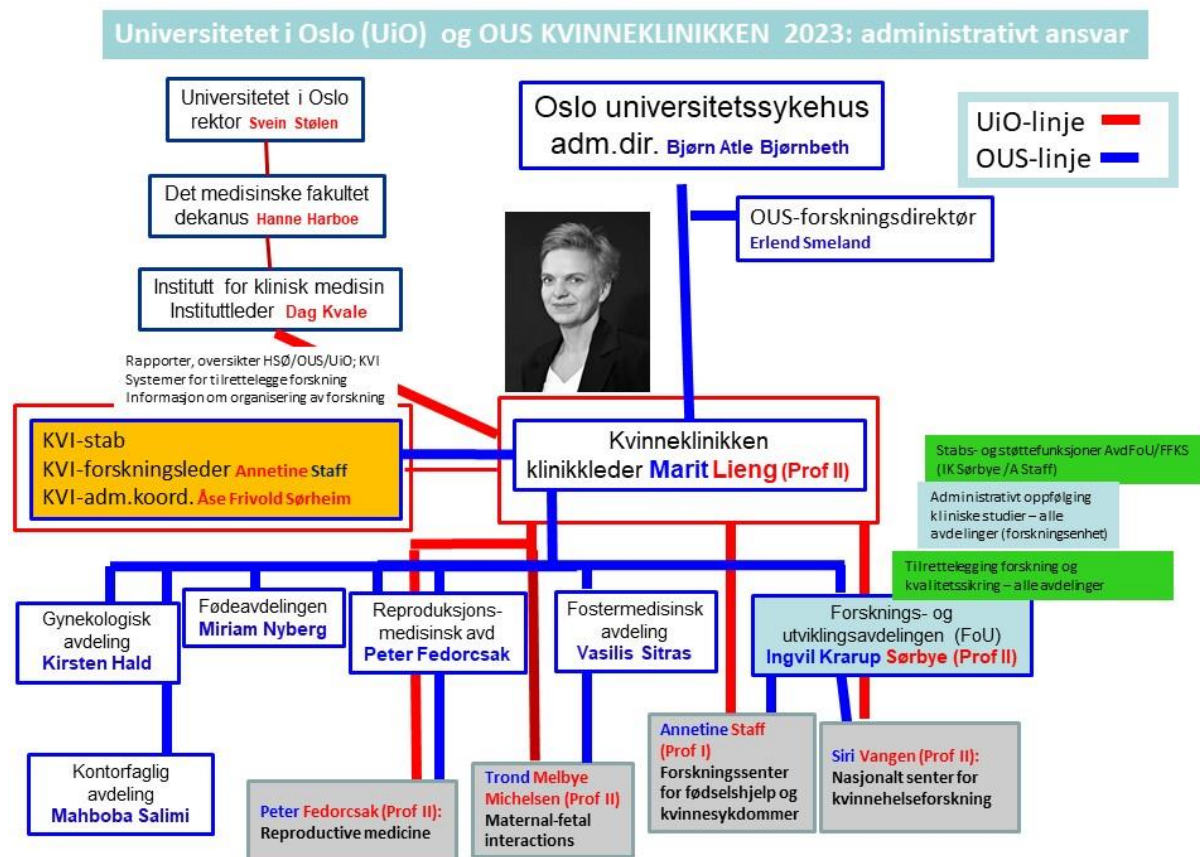 Universitetet i Oslo (UiO) og OUS KVINNEKLINIKKEN 2023: administrativt ansvar
Universitetet i Oslo
rektor Svein Stølen
Det medisinske fakultet
dekanus Hanne Harboe
Institutt for klinisk medisin
Instituttleder Dag Kvale
Oslo universitetssykehus
adm.dir. Bjørn Atle Bjørnbeth
UiO-linje
OUS-linje
OUS-forskningsdirektør
Erlend Smeland
Rapporter, oversikter HSØ/OUS/UiO; KVI
Systemer for tilrettelegge forskning
Informasjon om organisering av forskning
KVI-stab
KVI-forskningsleder Annetine Staff
KVI-adm.koord. Åse Frivold Sørheim
Kvinneklinikken
klinikkleder Marit Lieng (Prof II)
Stabs- og støttefunksjoner AvdFoU/FFKS
(IK Sørbye /A Staff)
Administrativt oppfølging
kliniske studier – alle
avdelinger (forskningsenhet)
Tilrettelegging forskning og
kvalitetssikring – alle avdelinger
Gynekologisk
avdeling
Kirsten Hald
Fødeavdelingen
Miriam Nyberg
Reproduksjons-
medisinsk avd
Peter Fedorcsak
Fostermedisinsk
avdeling
Vasilis Sitras
Forsknings- og
utviklingsavdelingen (FoU)
Ingvil Krarup Sørbye (Prof II)
Kontorfaglig
avdeling
Mahboba Salimi
Peter Fedorcsak (Prof II):
Reproductive medicine
Trond Melbye
Michelsen (Prof II)
Maternal-fetal
interactions
Annetine Staff
(Prof I)
Forskningssenter
for fødselshjelp og
kvinnesykdommer
Siri Vangen (Prof II):
Nasjonalt senter for
kvinnehelseforskning